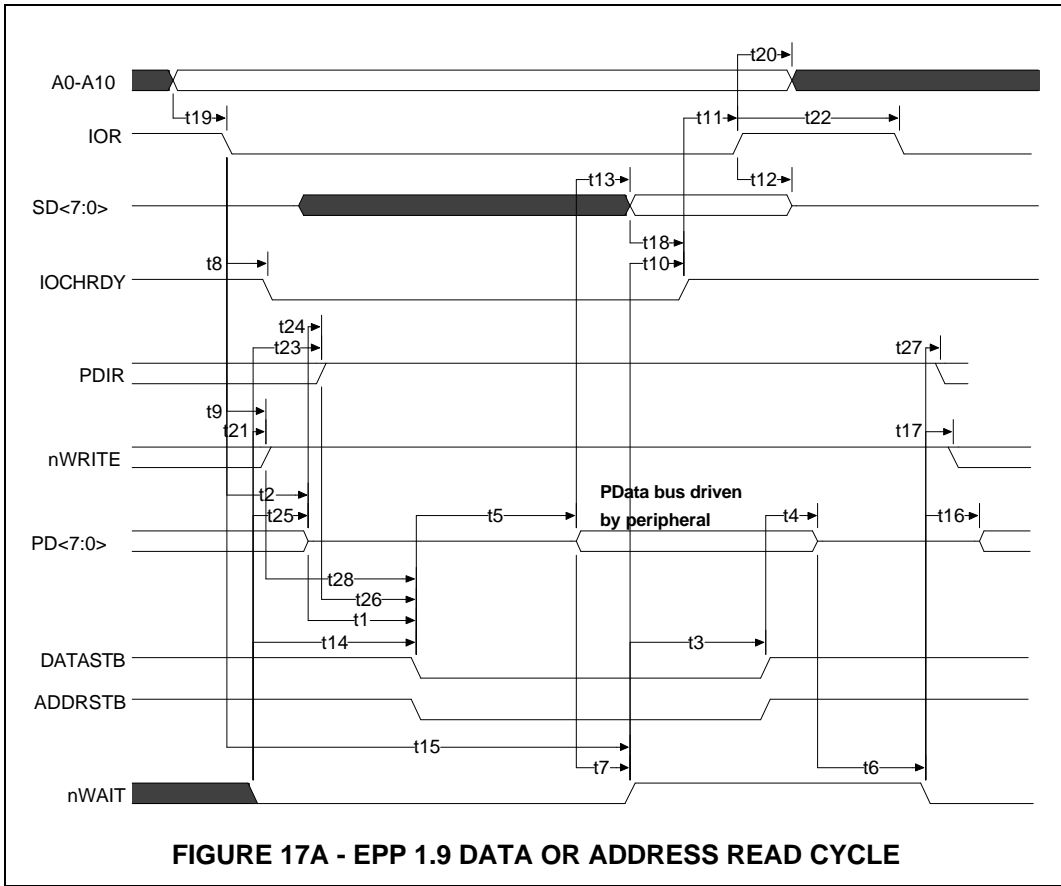 t20
A0-A10
t19
t11
t22
IOR
t13
t12
SD<7:0>
t18
t8
t10
IOCHRDY
t24
t23
t27
PDIR
t9
t21
t17
nWRITE
t2
PData bus driven
t25
t5
by peripheral
t4
t16
PD<7:0>
t28
t26
t1
t14
t3
DATASTB
ADDRSTB
t15
t7
t6
nWAIT
FIGURE 17A - EPP 1.9 DATA OR ADDRESS READ CYCLE